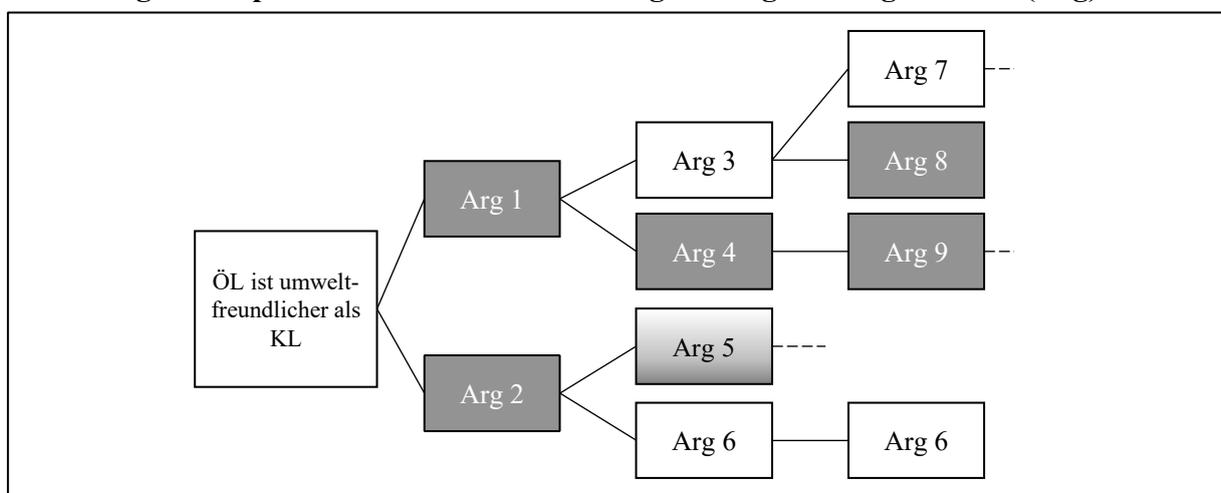 Arg 7
Arg 3
Arg 8
Arg 1
Arg 4
Arg 9
ÖL ist umwelt-
freundlicher als
KL
Arg 5
Arg 2
Arg 6
Arg 6